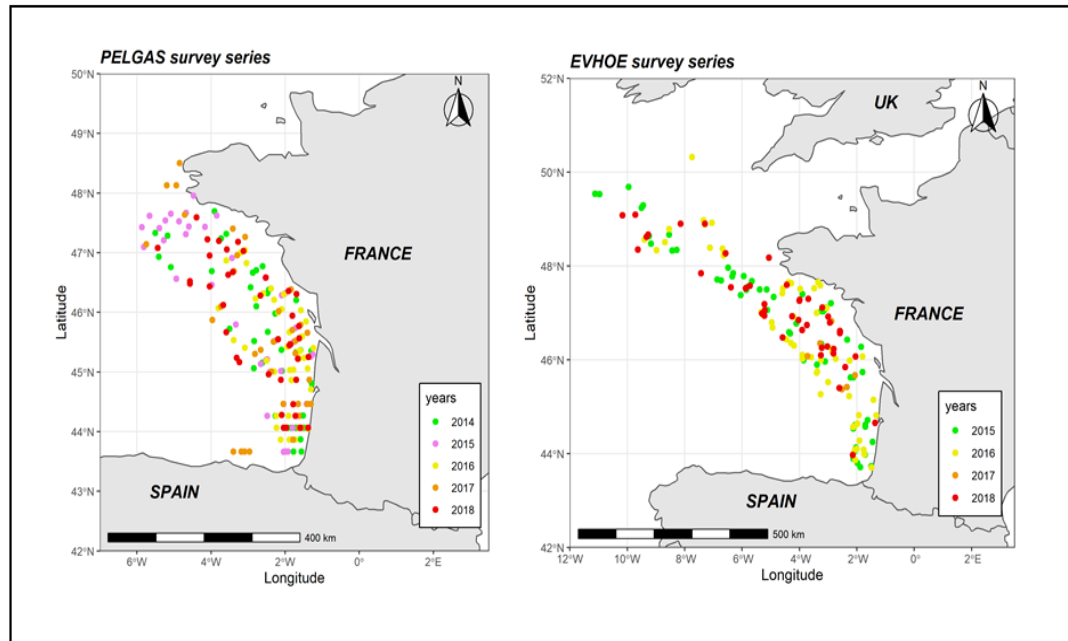 PELGAS survey series
50°N
49°N
48°N
47°N
46°N
45°N
44°N
43°N
42°N
Latitude
N
FRANCE
SPAIN
years
2014
2015
2016
2017
2018
400 km
6°W
4°W
2°W
0°
2°E
Longitude
EVHOE survey series
52°N
50°N
48°N
46°N
44°N
42°N
Latitude
UK
N
FRANCE
SPAIN
years
2015
2016
2017
2018
500 km
12°W
10°W
8°W
6°W
4°W
2°W
0°
2°E
Longitude